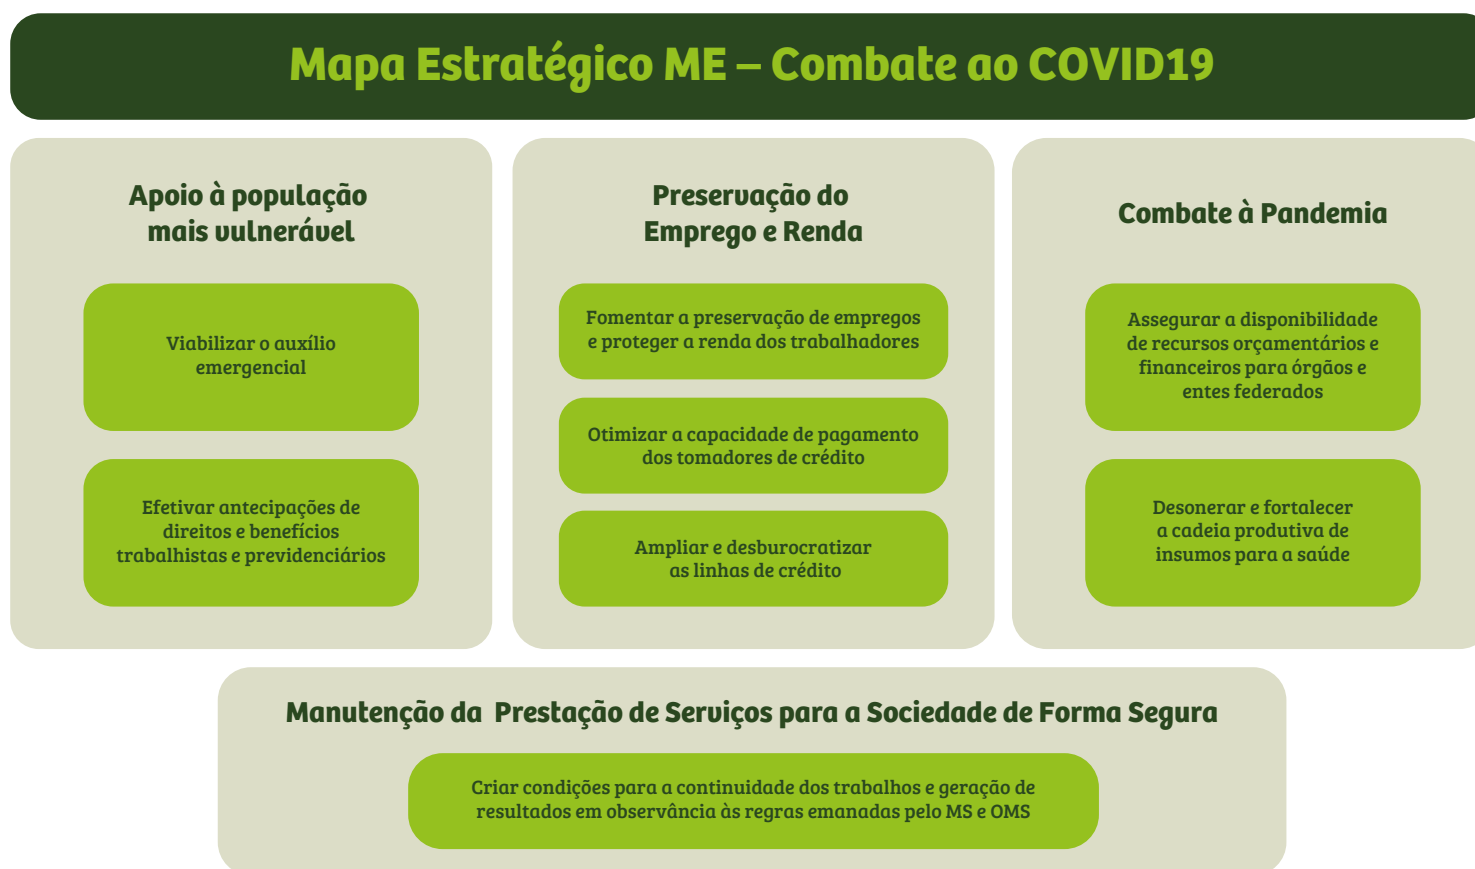 Mapa Estratégico ME – Combate ao COVID19
Apoio à população
mais vulnerável
Viabilizar o auxílio
emergencial
Efetivar antecipações de
direitos e benefícios
trabalhistas e previdenciários
Preservação do
Emprego e Renda
Fomentar a preservação de empregos
e proteger a renda dos trabalhadores
Otimizar a capacidade de pagamento
dos tomadores de crédito
Ampliar e desburocratizar
as linhas de crédito
Combate à Pandemia
Assegurar a disponibilidade
de recursos orçamentários e
financeiros para órgãos e
entes federados
Desonerar e fortalecer
a cadeia produtiva de
insumos para a saúde
Manutenção da Prestação de Serviços para a Sociedade de Forma Segura
Criar condições para a continuidade dos trabalhos e geração de
resultados em observância às regras emanadas pelo MS e OMS